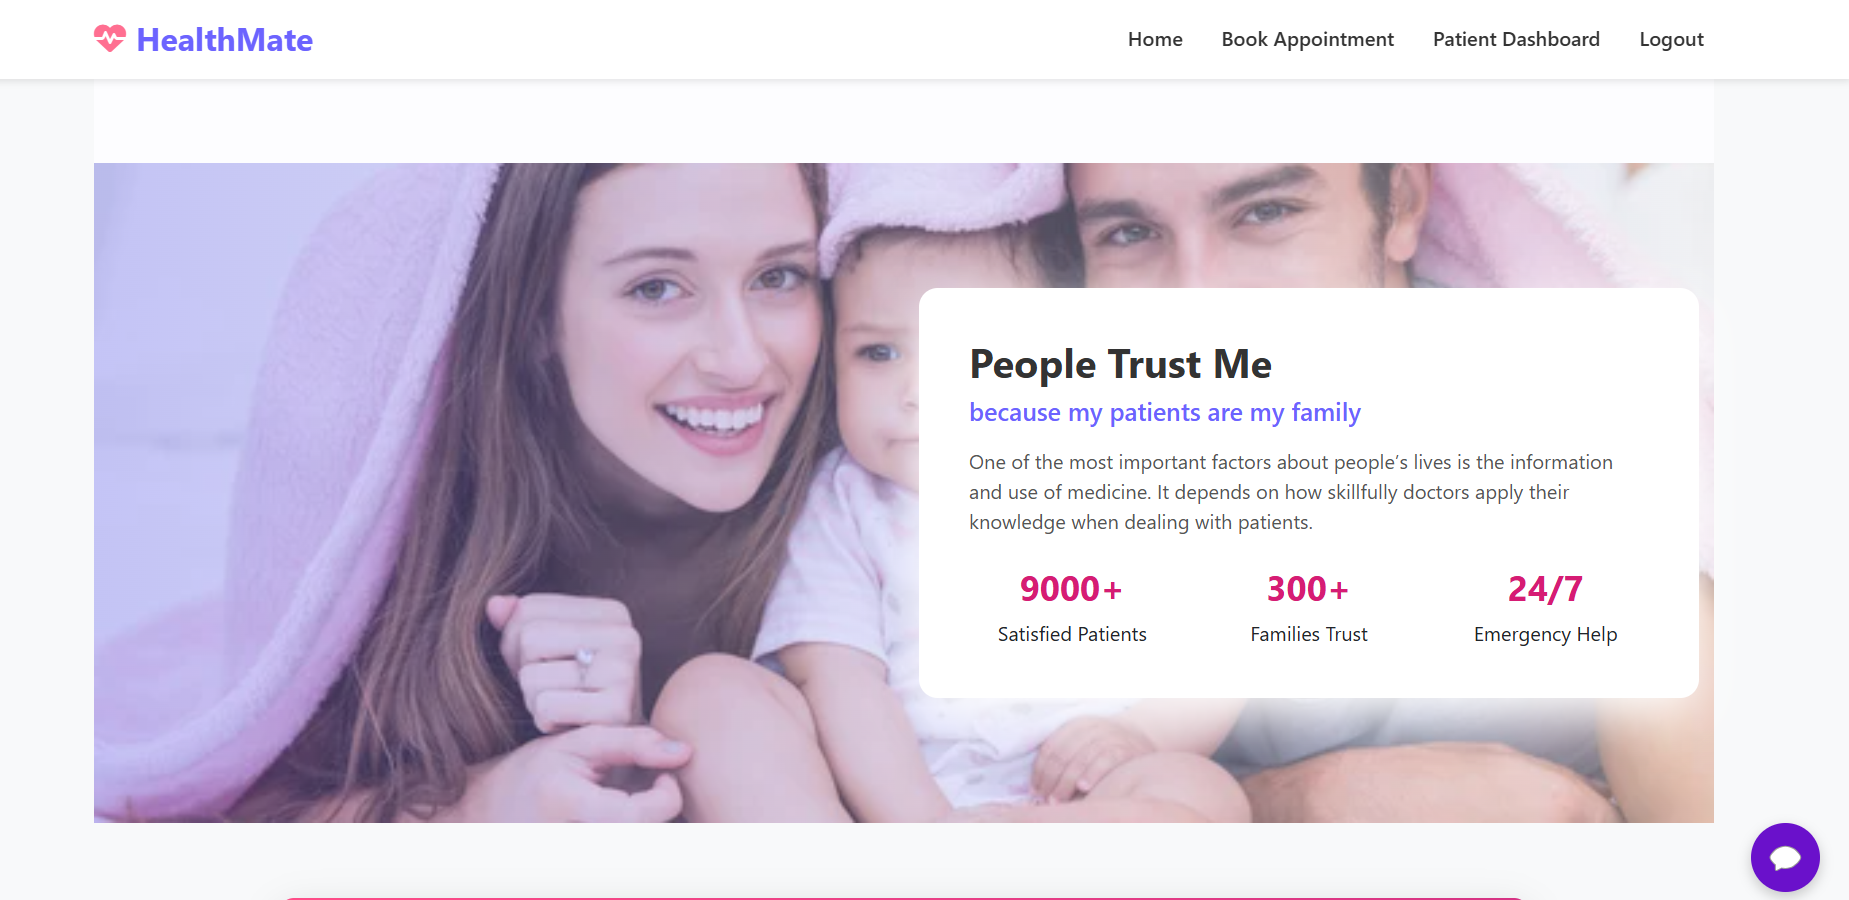 HealthMate
Home
Book Appointment
Patient Dashboard
Logout
People Trust Me
because my patients are my family
One of the most important factors about people’s lives is the information
and use of medicine. It depends on how skillfully doctors apply their
knowledge when dealing with patients.
9000+
300+
24/7
Satisfied Patients
Families Trust
Emergency Help